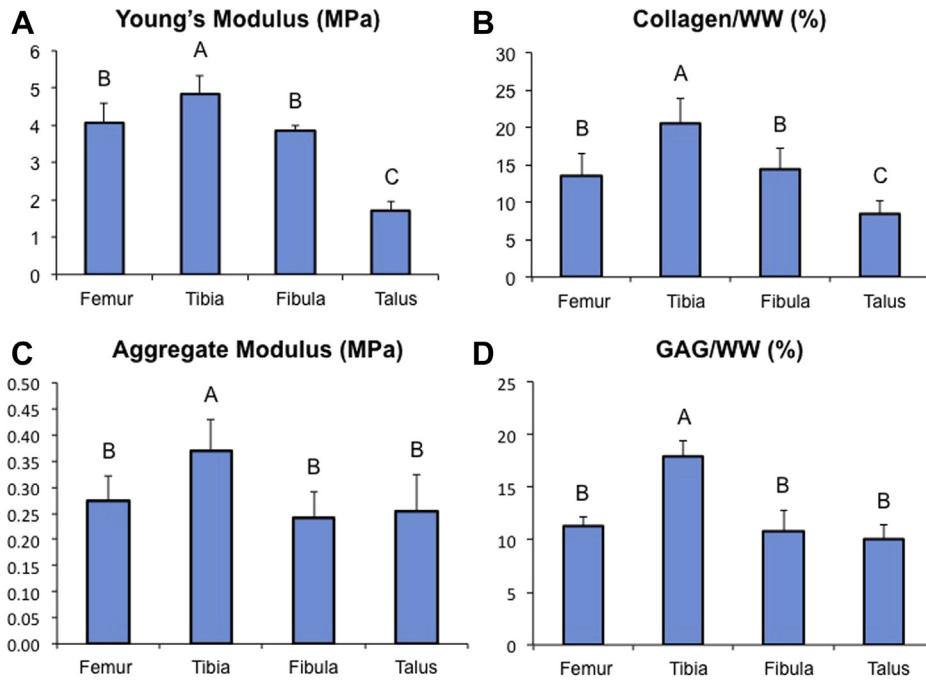 A Young's Modulus (MPa)
6
5
4
3
2
1
0
B
A
B
C
Femur Tibia Fibula Talus
B Collagen/WW (%)
30
25
20
15
10
5
0
B
A
B
C
Femur Tibia Fibula Talus
C Aggregate Modulus (MPa)
0.50
0.45
0.40
0.35
0.30
0.25
0.20
0.15
0.10
0.05
0.00
B
A
B
B
Femur Tibia Fibula Talus
D GAG/WW (%)
25
20
15
10
5
0
B
A
B
B
Femur Tibia Fibula Talus